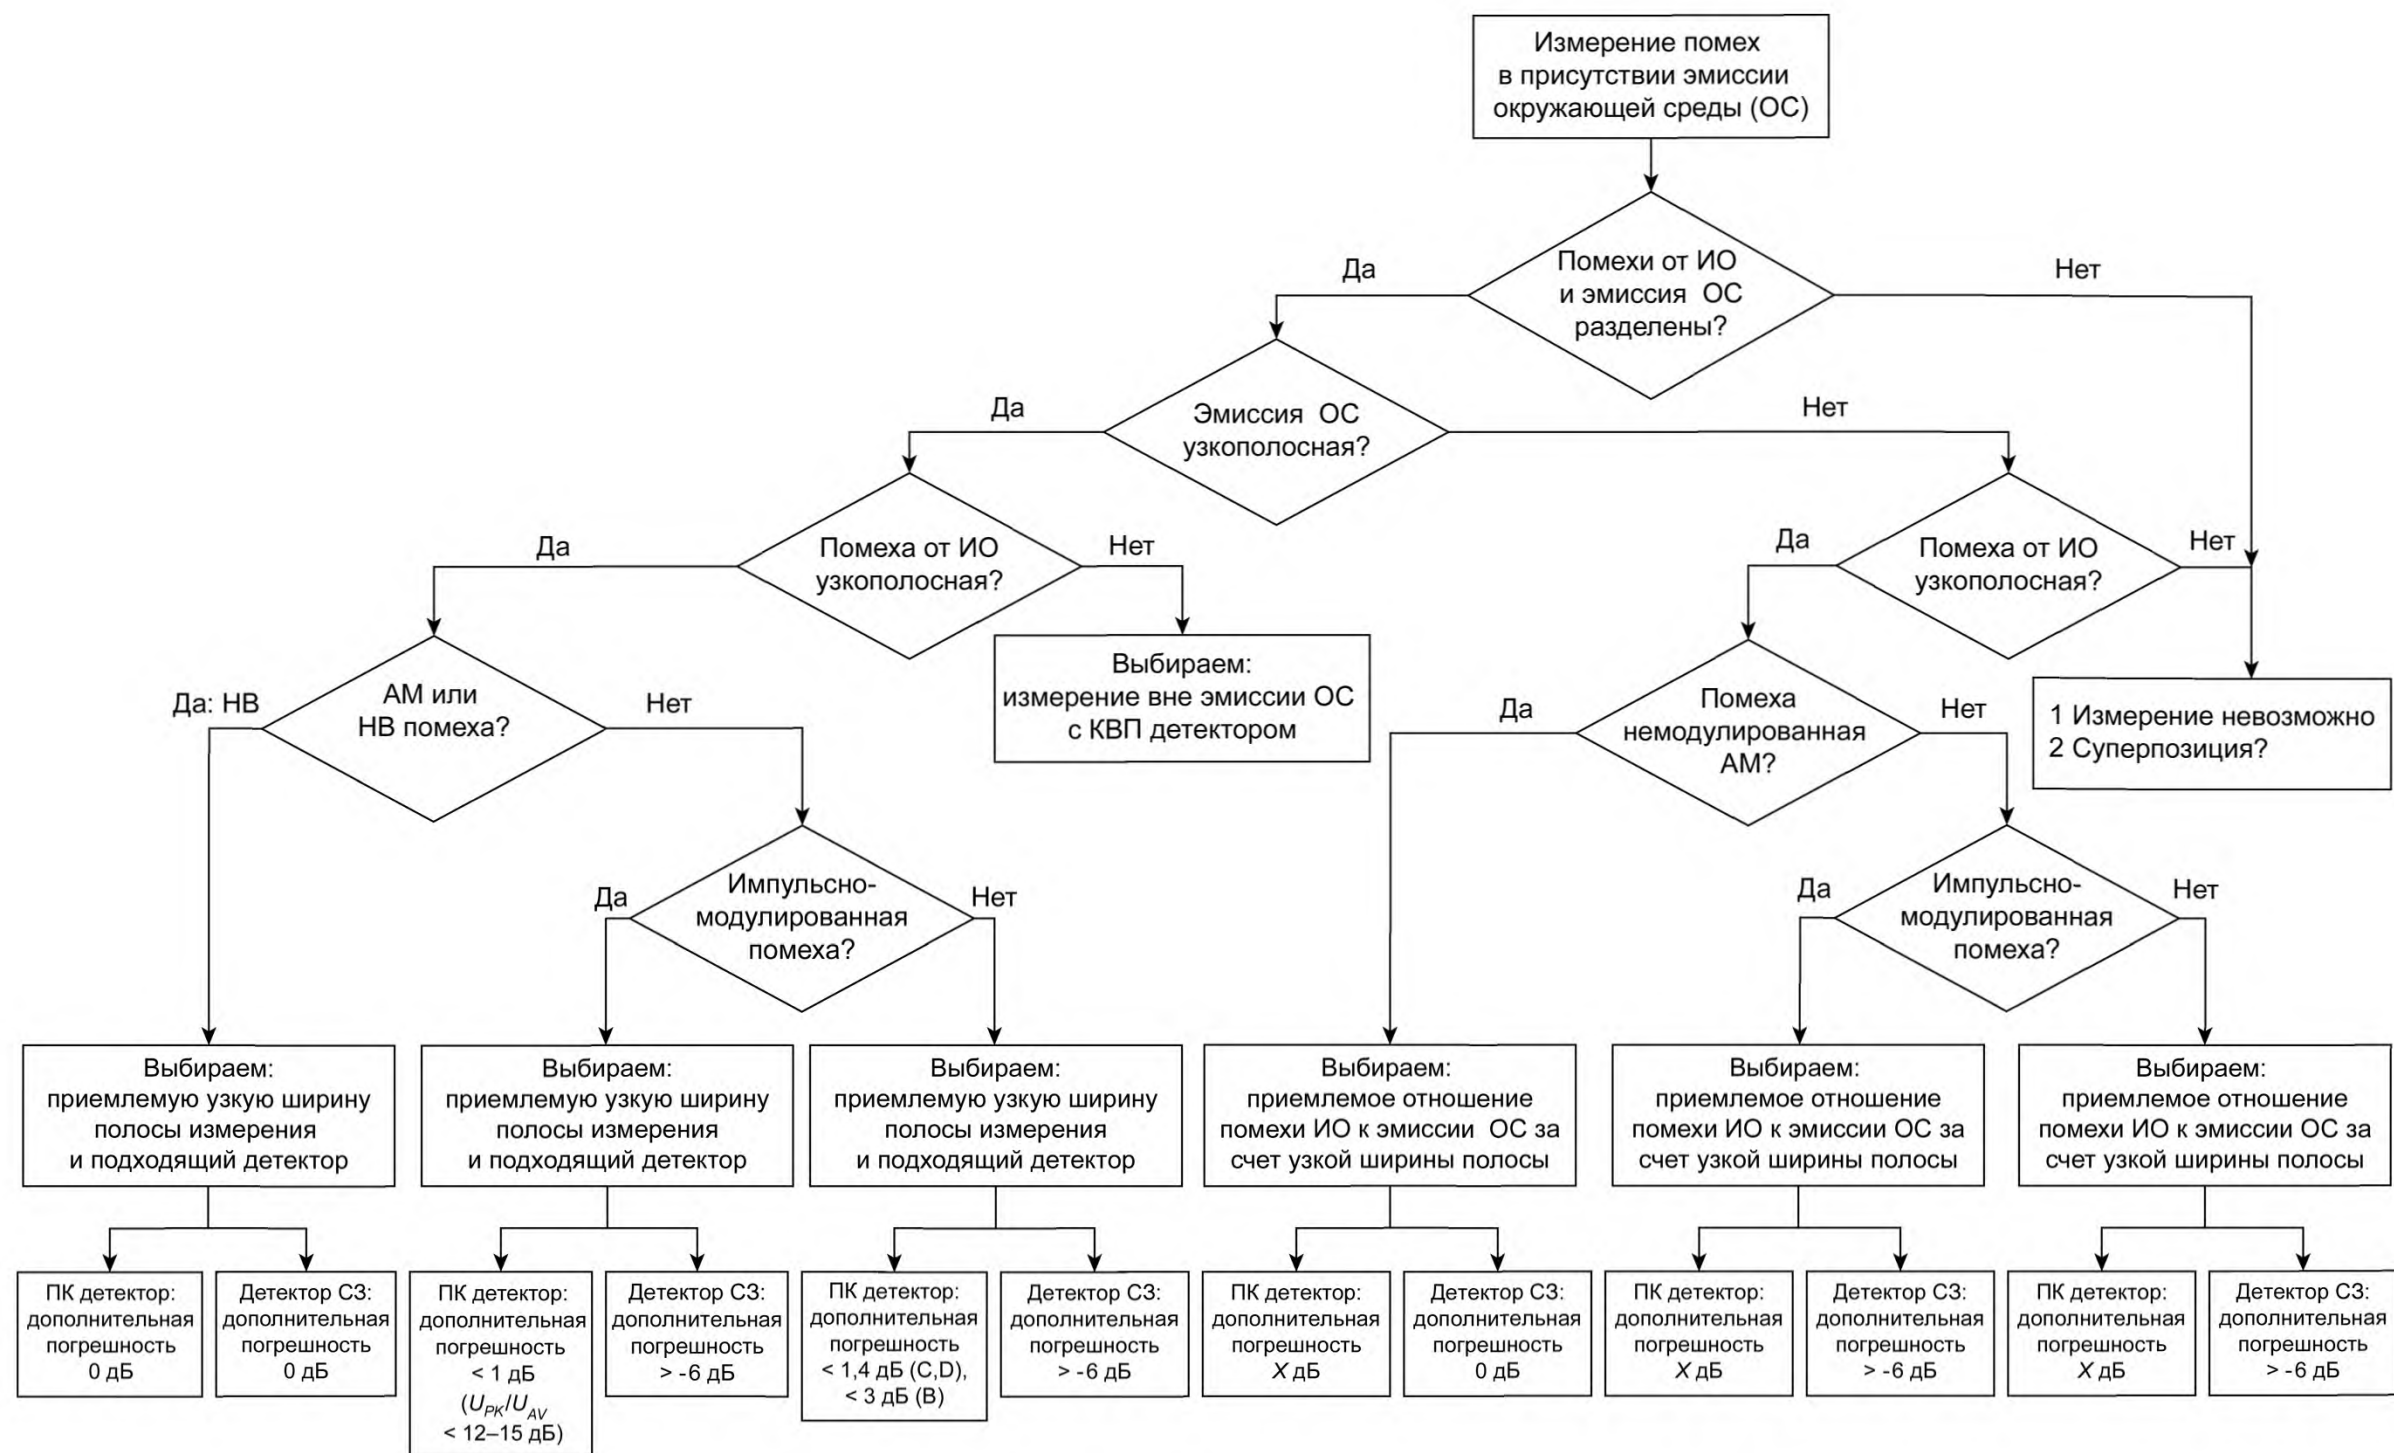 Измерение помех
в присутствии эмиссии
окружающей среды (ОС)
Помехи от ИО
и эмиссия ОС
разделены?
Да
Нет
Эмиссия ОС
узкополосная?
Да
Нет
Помеха от ИО
узкополосная?
Да
Нет
Помеха от ИО
узкополосная?
Да
Нет
АМ или
НВ помеха?
Да: НВ
Нет
Выбираем:
измерение вне эмиссии ОС
с КВП детектором
Помеха
немодулированная
АМ?
Да
Нет
1 Измерение невозможно
2 Суперпозиция?
Импульсно-
модулированная
помеха?
Да
Нет
Импульсно-
модулированная
помеха?
Да
Нет
Выбираем:
приемлемую узкую ширину
полосы измерения
и подходящий детектор
Выбираем:
приемлемую узкую ширину
полосы измерения
и подходящий детектор
Выбираем:
приемлемую узкую ширину
полосы измерения
и подходящий детектор
Выбираем:
приемлемое отношение
помехи ИО к эмиссии ОС за
счет узкой ширины полосы
Выбираем:
приемлемое отношение
помехи ИО к эмиссии ОС за
счет узкой ширины полосы
Выбираем:
приемлемое отношение
помехи ИО к эмиссии ОС за
счет узкой ширины полосы
ПК детектор:
дополнительная
погрешность
0 дБ
Детектор СЗ:
дополнительная
погрешность
0 дБ
ПК детектор:
дополнительная
погрешность
< 1 дБ
(U_PK/U_AV
< 12–15 дБ)
Детектор СЗ:
дополнительная
погрешность
> -6 дБ
ПК детектор:
дополнительная
погрешность
< 1,4 дБ (C,D),
< 3 дБ (B)
Детектор СЗ:
дополнительная
погрешность
> -6 дБ
ПК детектор:
дополнительная
погрешность
X дБ
Детектор СЗ:
дополнительная
погрешность
0 дБ
ПК детектор:
дополнительная
погрешность
X дБ
Детектор СЗ:
дополнительная
погрешность
> -6 дБ
ПК детектор:
дополнительная
погрешность
X дБ
Детектор СЗ:
дополнительная
погрешность
> -6 дБ